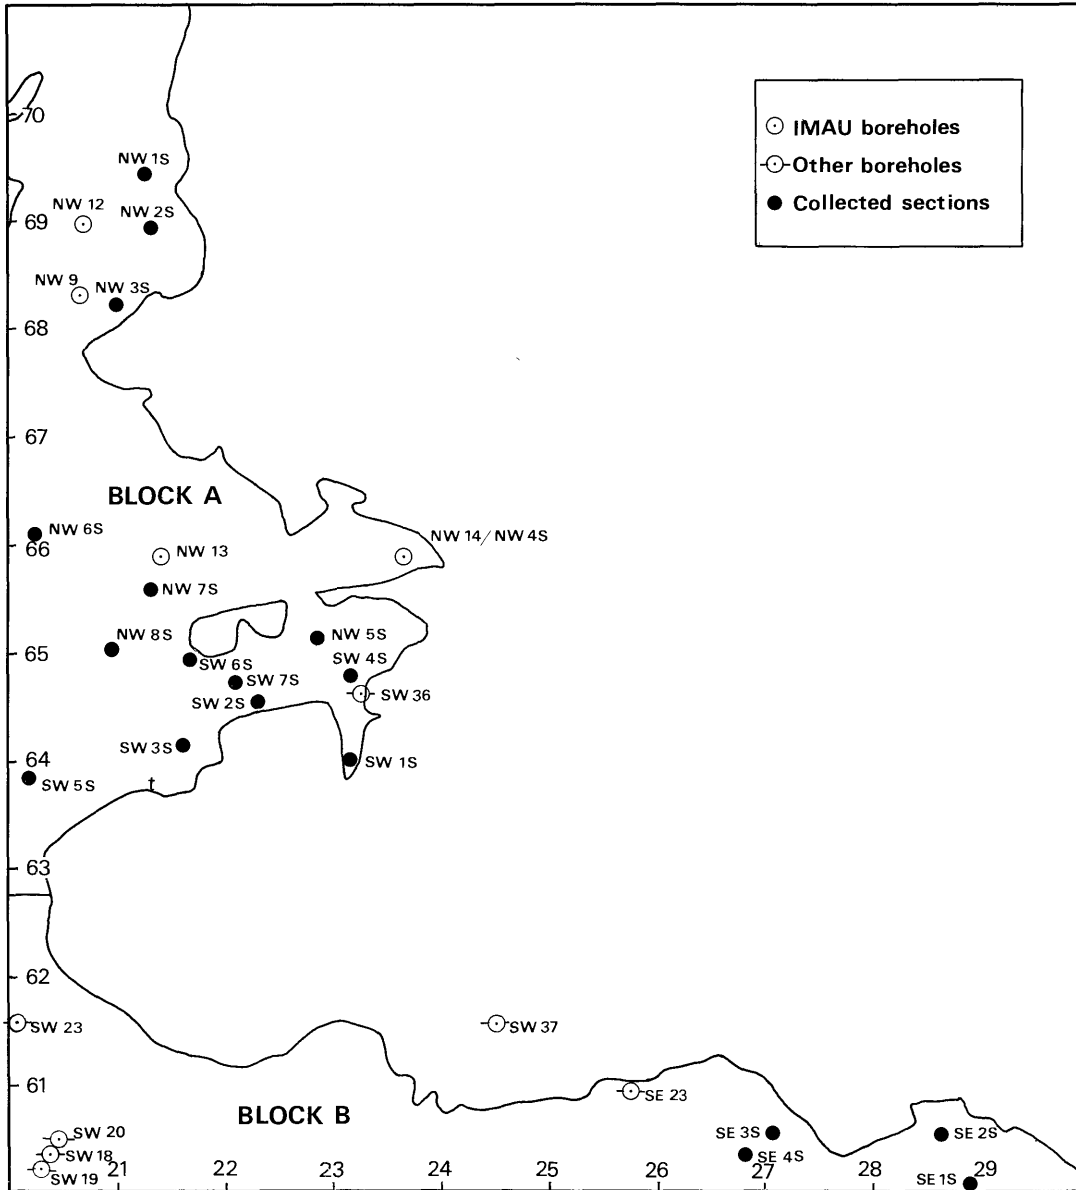 70
IMAU boreholes
Other boreholes
Collected sections
NW 1S
NW 12
NW 2S
69
NW 9
NW 3S
68
67
BLOCK A
NW 6S
66
NW 13
NW 14/NW 4S
NW 7S
NW 8S
NW 5S
65
SW 6S
SW 4S
SW 7S
SW 36
SW 2S
SW 3S
64
SW 1S
SW 5S
63
62
SW 23
SW 37
61
SE 23
BLOCK B
SW 20
SE 3S
SE 2S
SW 18
SE 4S
SW 19
21
22
23
24
25
26
27
28
29
SE 1S